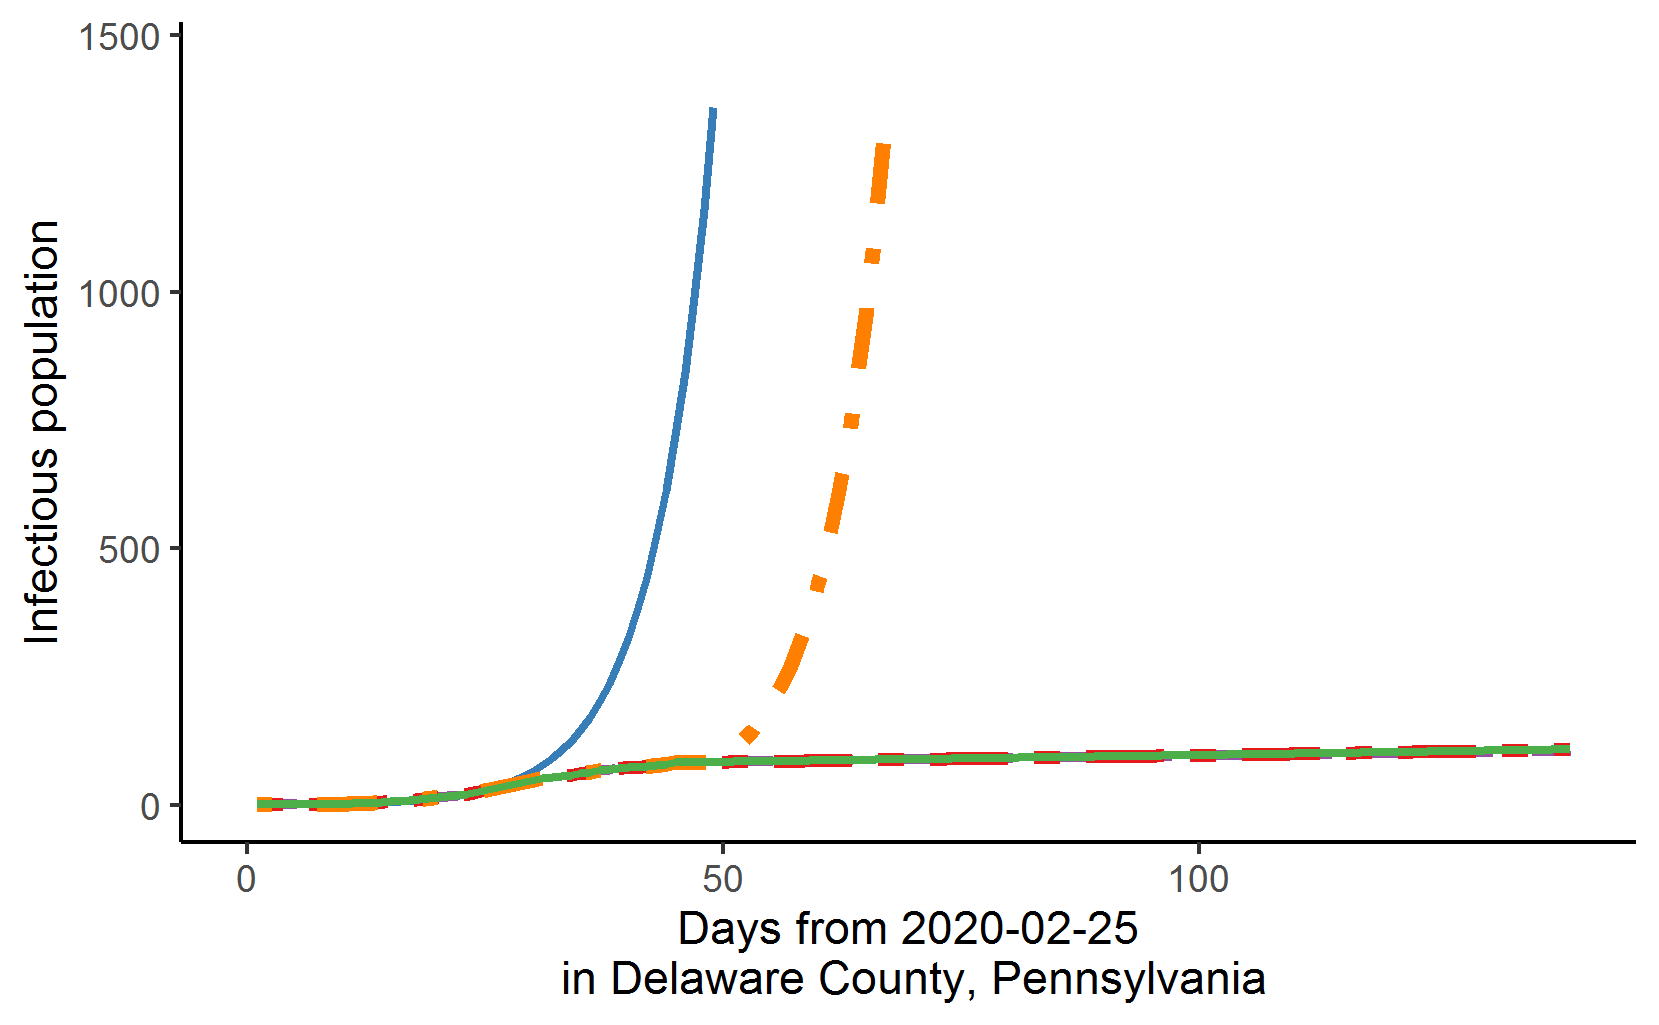 1500
1000
500
0
Infectious population
0 50 100
Days from 2020-02-25
in Delaware County, Pennsylvania